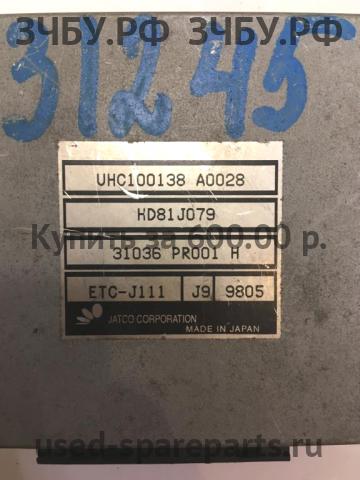 ЗЧБУ.РФ ЗЧБУ.РФ
31245
UHC100138 A0028
HD81J079
Купить за 600.00 р.
31036 PR001 H
ETC-J111 J9 9805
JATCO CORPORATION
MADE IN JAPAN
used-spareparts.ru